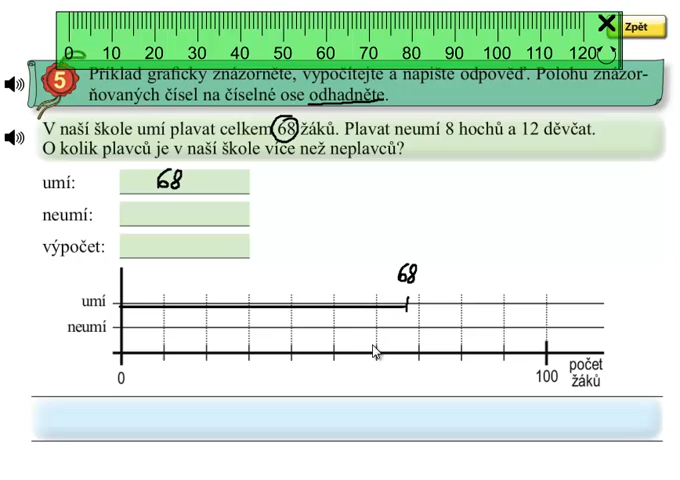 0 10 20 30 40 50 60 70 80 90 100 110 120
Zpět
5 Příklad graficky znázorněte, vypočítejte a napište odpověď. Polohu znázor-
ňovaných čísel na číselné ose odhadněte.
V naší škole umí plavat celkem 68 žáků. Plavat neumí 8 hochů a 12 děvčat.
O kolik plavců je v naší škole více než neplavců?
umí: 68
neumí:
výpočet:
68
umí
neumí
0 100 počet
žáků